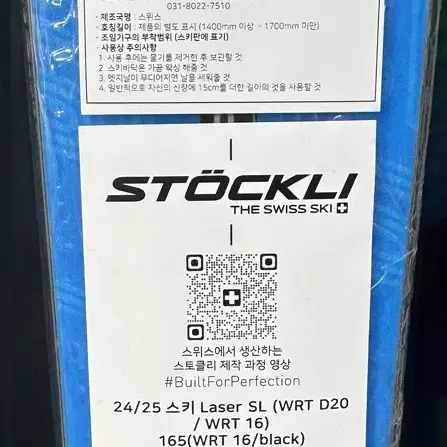 031-8022-7510
· 제조국명 : 스위스
· 호칭길이 : 제품의 별도 표시 (1400mm 이상 ~ 1700mm 미만)
· 조임기구의 부착범위 (스키판에 표기)
· 사용상 주의사항
1. 사용 후에는 물기를 제거한 후 보관할 것
2. 스키바닥은 가끔 왁싱 해줄 것
3. 엣지날이 무디어지면 날을 세워줄 것
4. 일반적으로 자신의 신장에 15cm를 더한 길이의 것을 사용할 것
STÖCKLI
THE SWISS SKI
스위스에서 생산하는
스토클리 제작 과정 영상
#BuiltForPerfection
24/25 스키 Laser SL (WRT D20
/ WRT 16)
165(WRT 16/black)